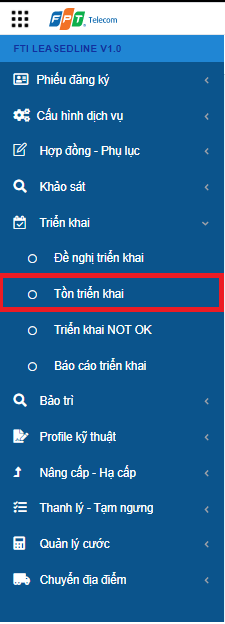 FPT Telecom
FTI LEASEDLINE V1.0
Phiếu đăng ký
Cấu hình dịch vụ
Hợp đồng - Phụ lục
Khảo sát
Triển khai
Đề nghị triển khai
Tồn triển khai
Triển khai NOT OK
Báo cáo triển khai
Bảo trì
Profile kỹ thuật
Nâng cấp - Hạ cấp
Thanh lý - Tạm ngưng
Quản lý cước
Chuyển địa điểm